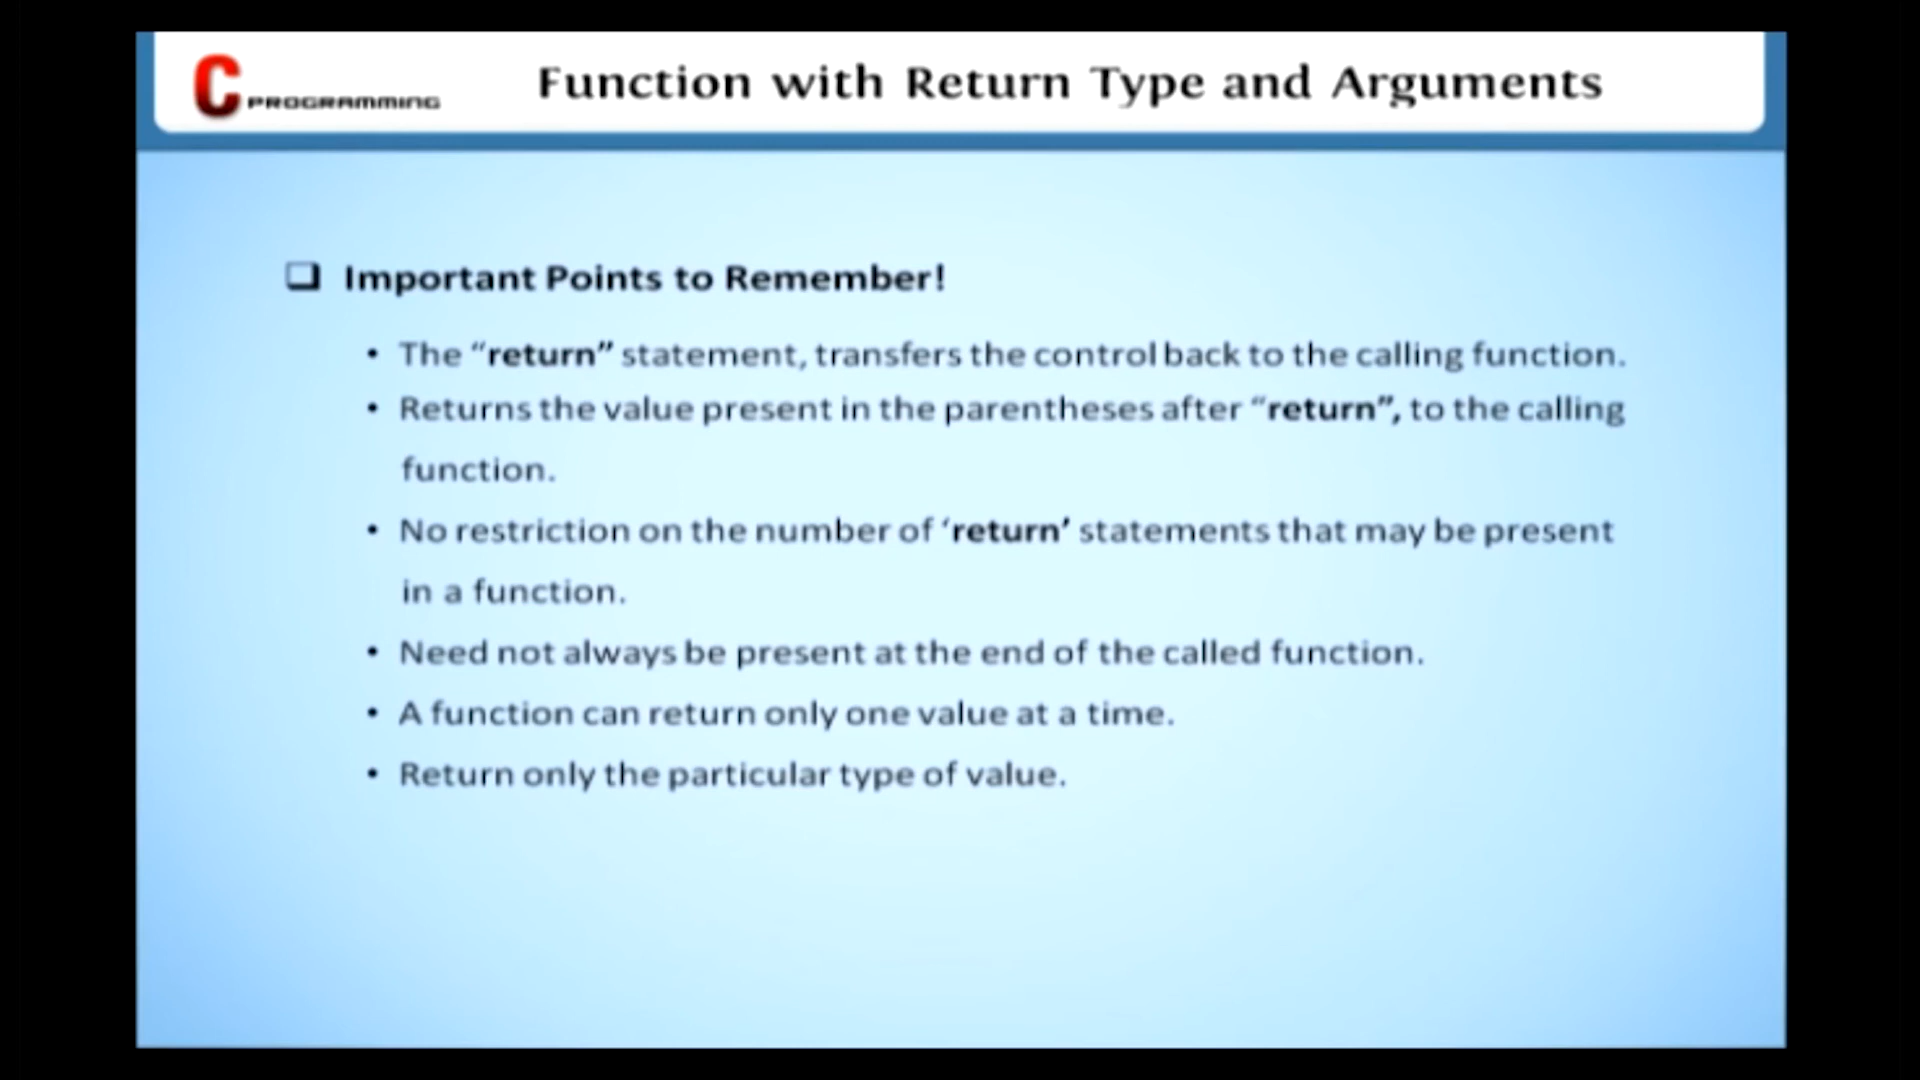 C PROGRAMMING
Function with Return Type and Arguments
Important Points to Remember!
• The “return” statement, transfers the control back to the calling function.
• Returns the value present in the parentheses after “return”, to the calling
function.
• No restriction on the number of ‘return’ statements that may be present
in a function.
• Need not always be present at the end of the called function.
• A function can return only one value at a time.
• Return only the particular type of value.